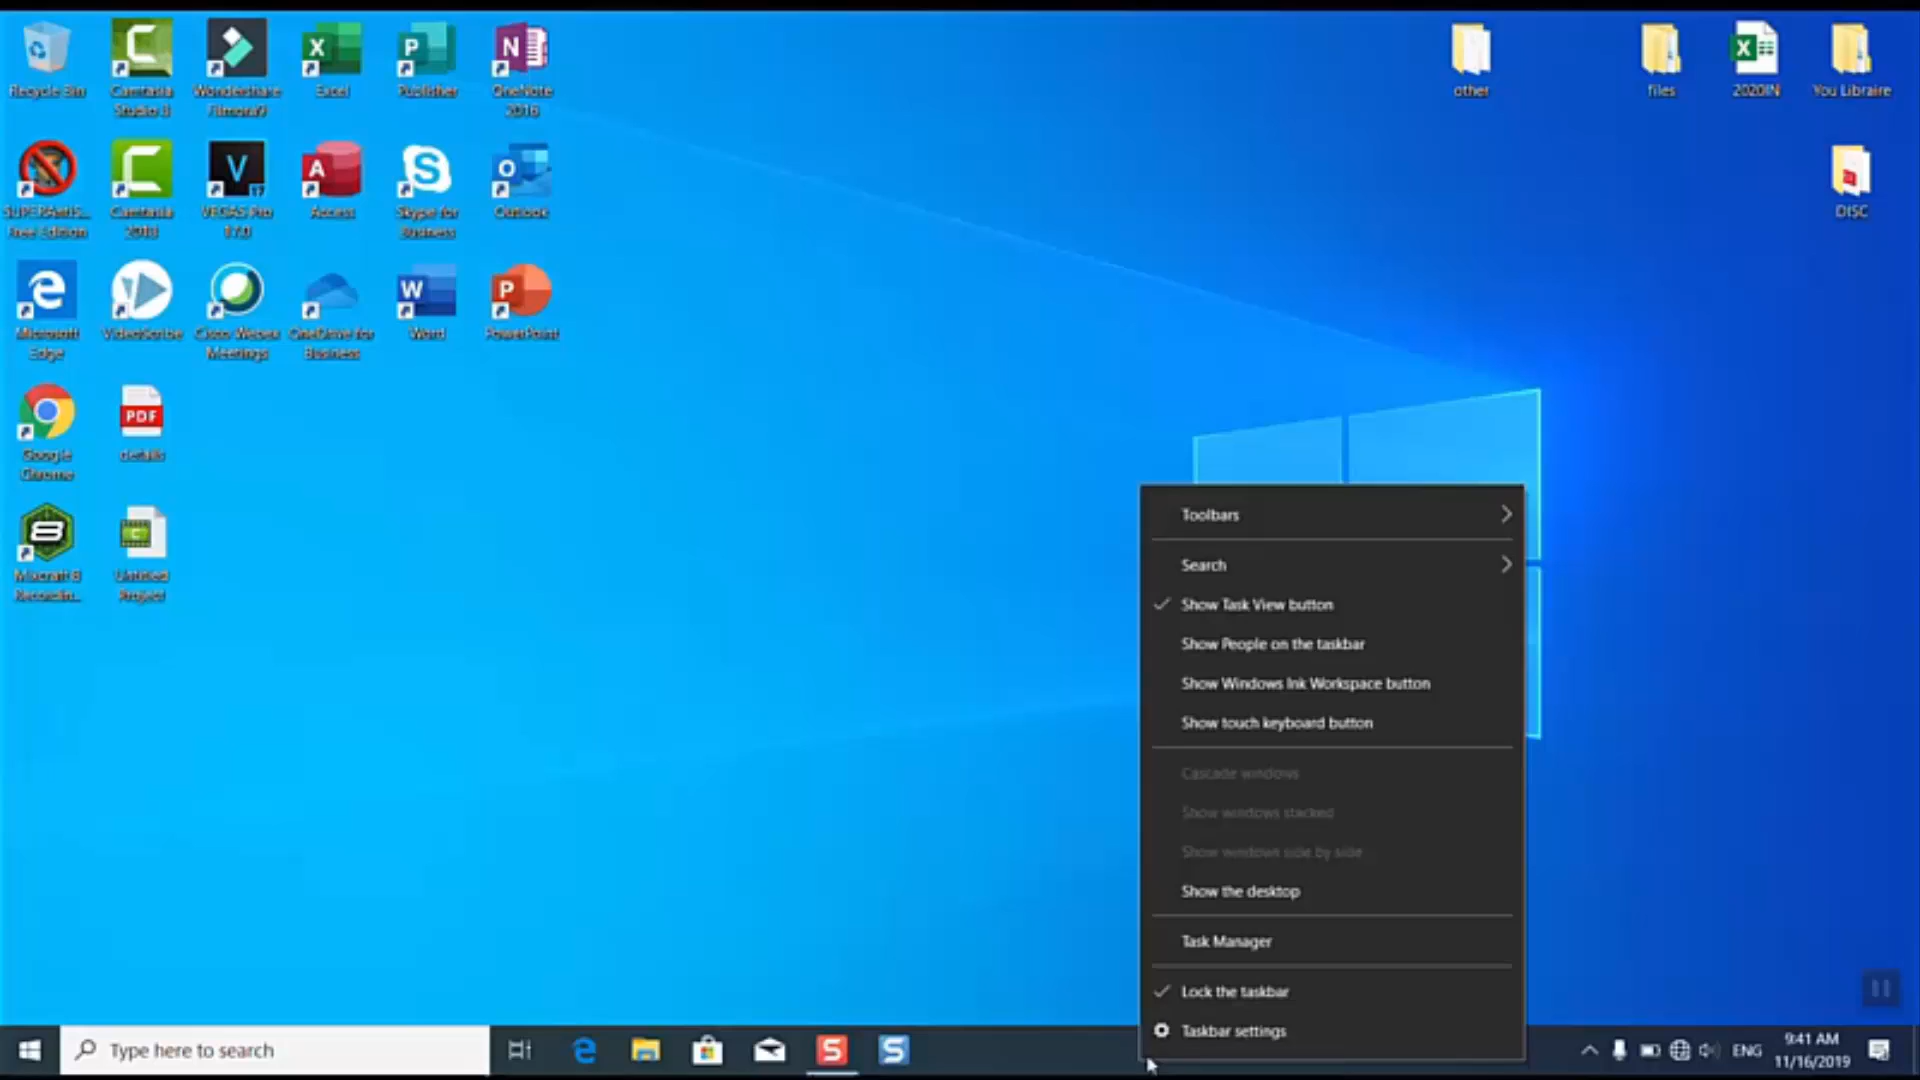 Recycle Bin
Camtasia
Studio 8
Wondershare
Filmora9
Excel
Publisher
OneNote
2016
other
files
2020IN
You Libraire
SUPERAntiS...
Free Edition
Camtasia
2018
VEGAS Pro
17.0
Access
Skype for
Business
Outlook
DISC
Microsoft
Edge
VideoScribe
Cisco Webex
Meetings
OneDrive for
Business
Word
PowerPoint
Google
Chrome
PDF
details
Mixcraft 8
Recordin...
Untitled
Project
Toolbars
Search
Show Task View button
Show People on the taskbar
Show Windows Ink Workspace button
Show touch keyboard button
Cascade windows
Show windows stacked
Show windows side by side
Show the desktop
Task Manager
Lock the taskbar
Taskbar settings
Type here to search
ENG
9:41 AM
11/16/2019